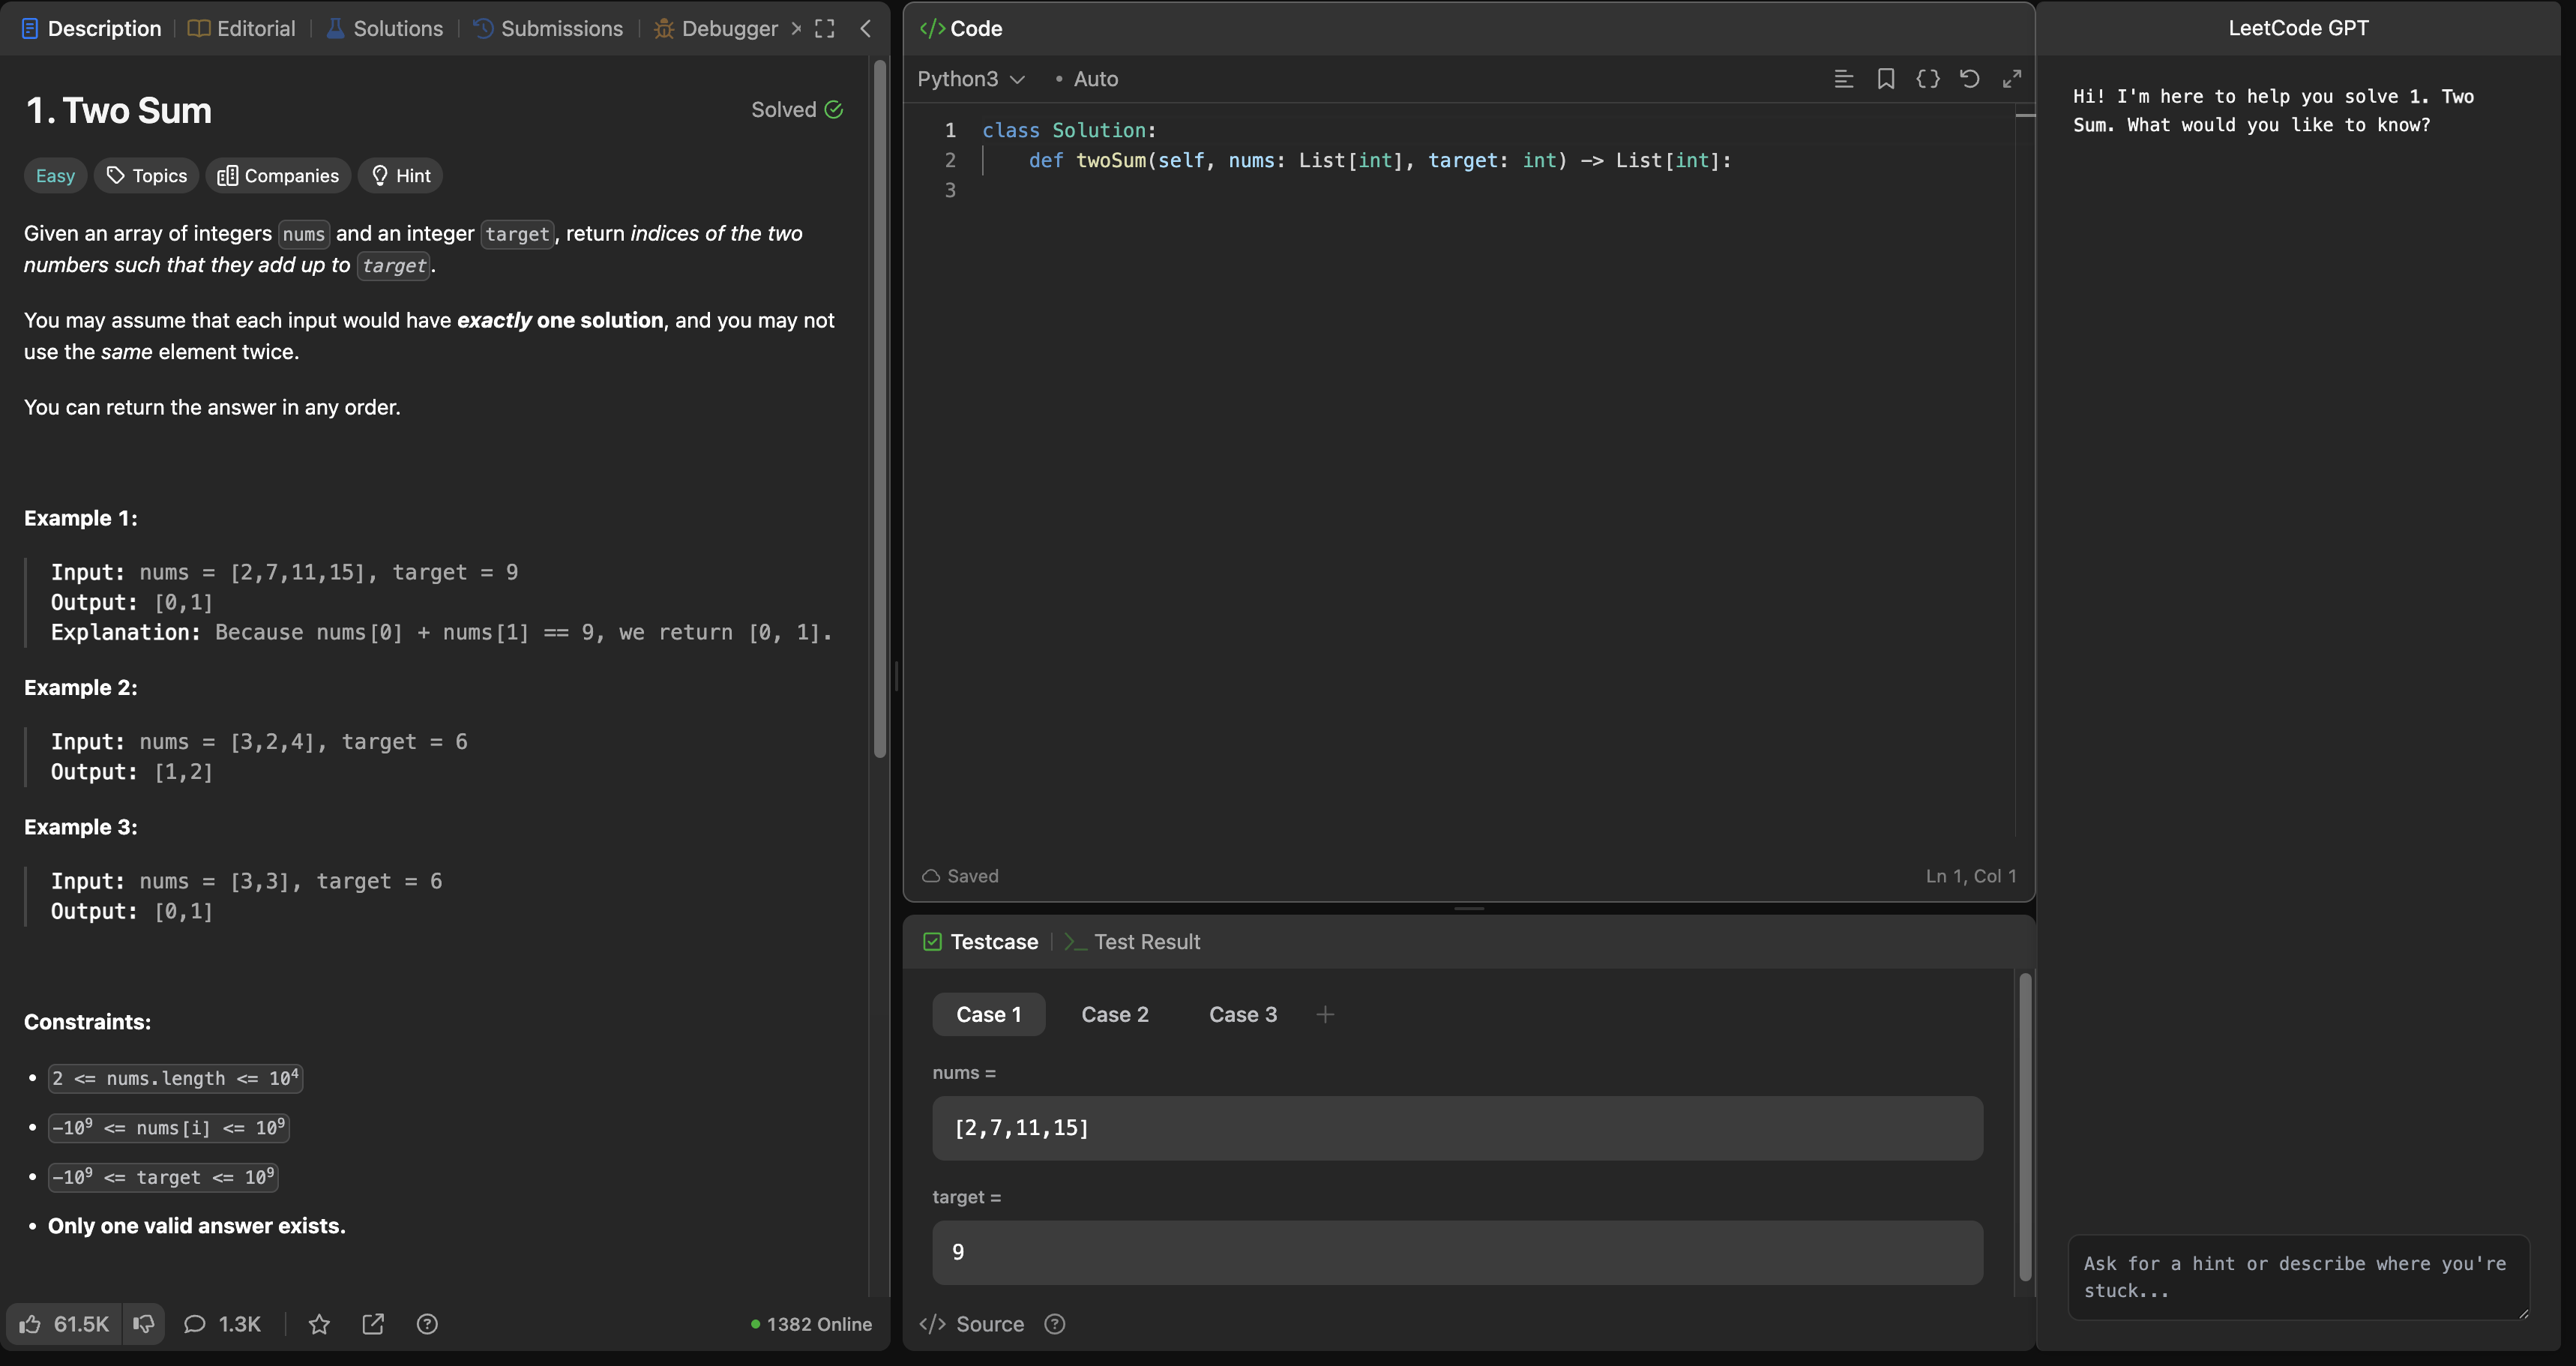 Description
Editorial
Solutions
Submissions
Debugger
1. Two Sum
Solved
Easy
Topics
Companies
Hint
Given an array of integers nums and an integer target, return indices of the two
numbers such that they add up to target.
You may assume that each input would have exactly one solution, and you may not
use the same element twice.
You can return the answer in any order.
Example 1:
Input: nums = [2,7,11,15], target = 9
Output: [0,1]
Explanation: Because nums[0] + nums[1] == 9, we return [0, 1].
Example 2:
Input: nums = [3,2,4], target = 6
Output: [1,2]
Example 3:
Input: nums = [3,3], target = 6
Output: [0,1]
Constraints:
• 2 <= nums.length <= 10⁴
• -10⁹ <= nums[i] <= 10⁹
• -10⁹ <= target <= 10⁹
• Only one valid answer exists.
61.5K
1.3K
1382 Online
</> Code
Python3
• Auto
1 class Solution:
2     def twoSum(self, nums: List[int], target: int) -> List[int]:
3
Saved
Ln 1, Col 1
Testcase
Test Result
Case 1
Case 2
Case 3
+
nums =
[2,7,11,15]
target =
9
</> Source
LeetCode GPT
Hi! I'm here to help you solve 1. Two
Sum. What would you like to know?
Ask for a hint or describe where you're
stuck...